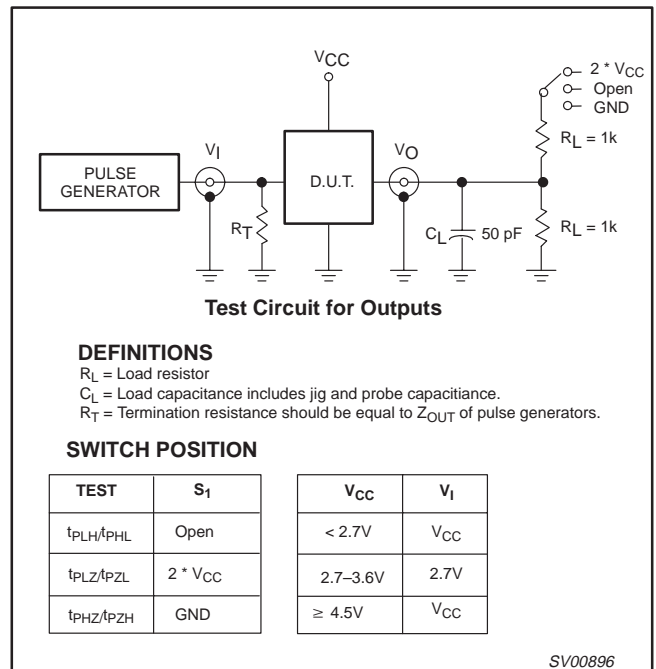 VCC
2 * VCC
Open
GND
RL = 1k
VI
VO
PULSE
GENERATOR
D.U.T.
RT
CL
50 pF
RL = 1k
Test Circuit for Outputs
DEFINITIONS
RL = Load resistor
CL = Load capacitance includes jig and probe capacitiance.
RT = Termination resistance should be equal to ZOUT of pulse generators.
SWITCH POSITION
TEST S1
tPLH/tPHL Open
tPLZ/tPZL 2 * VCC
tPHZ/tPZH GND
VCC VI
< 2.7V VCC
2.7–3.6V 2.7V
≥ 4.5V VCC
SV00896